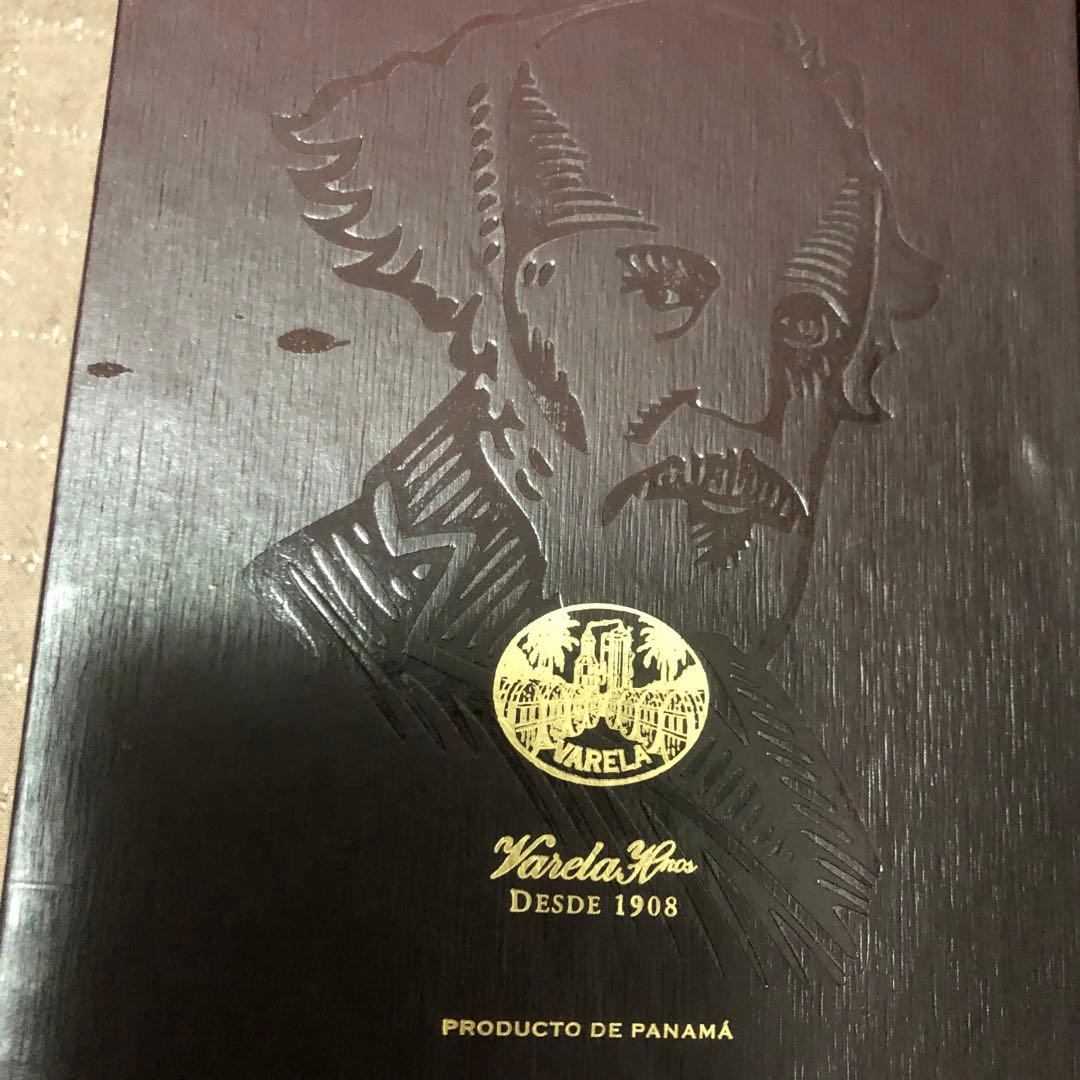 VARELA
Varela Hnos
DESDE 1908
PRODUCTO DE PANAMÁ